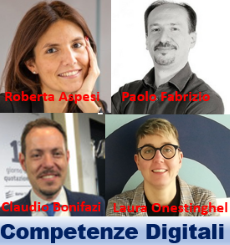 Roberta Aspesi
Paolo Fabrizio
Claudio Bonifazi
Laura Onestinghel
Competenze Digitali